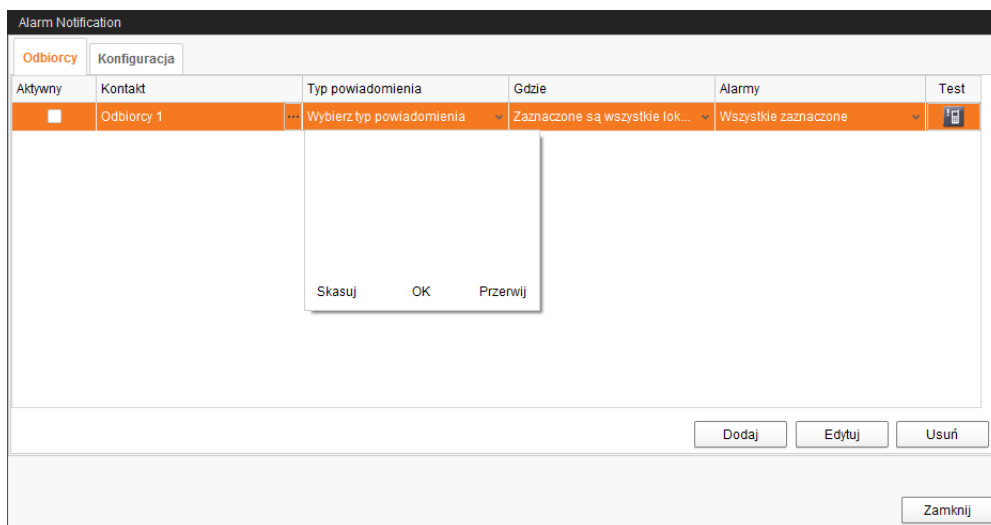 Alarm Notification
Odbiorcy Konfiguracja
Aktywny Kontakt Typ powiadomienia Gdzie Alarmy Test
Odbiorcy 1 ... Wybierz typ powiadomienia Zaznaczone są wszystkie lok... Wszystkie zaznaczone
Skasuj OK Przerwij
Dodaj Edytuj Usuń
Zamknij